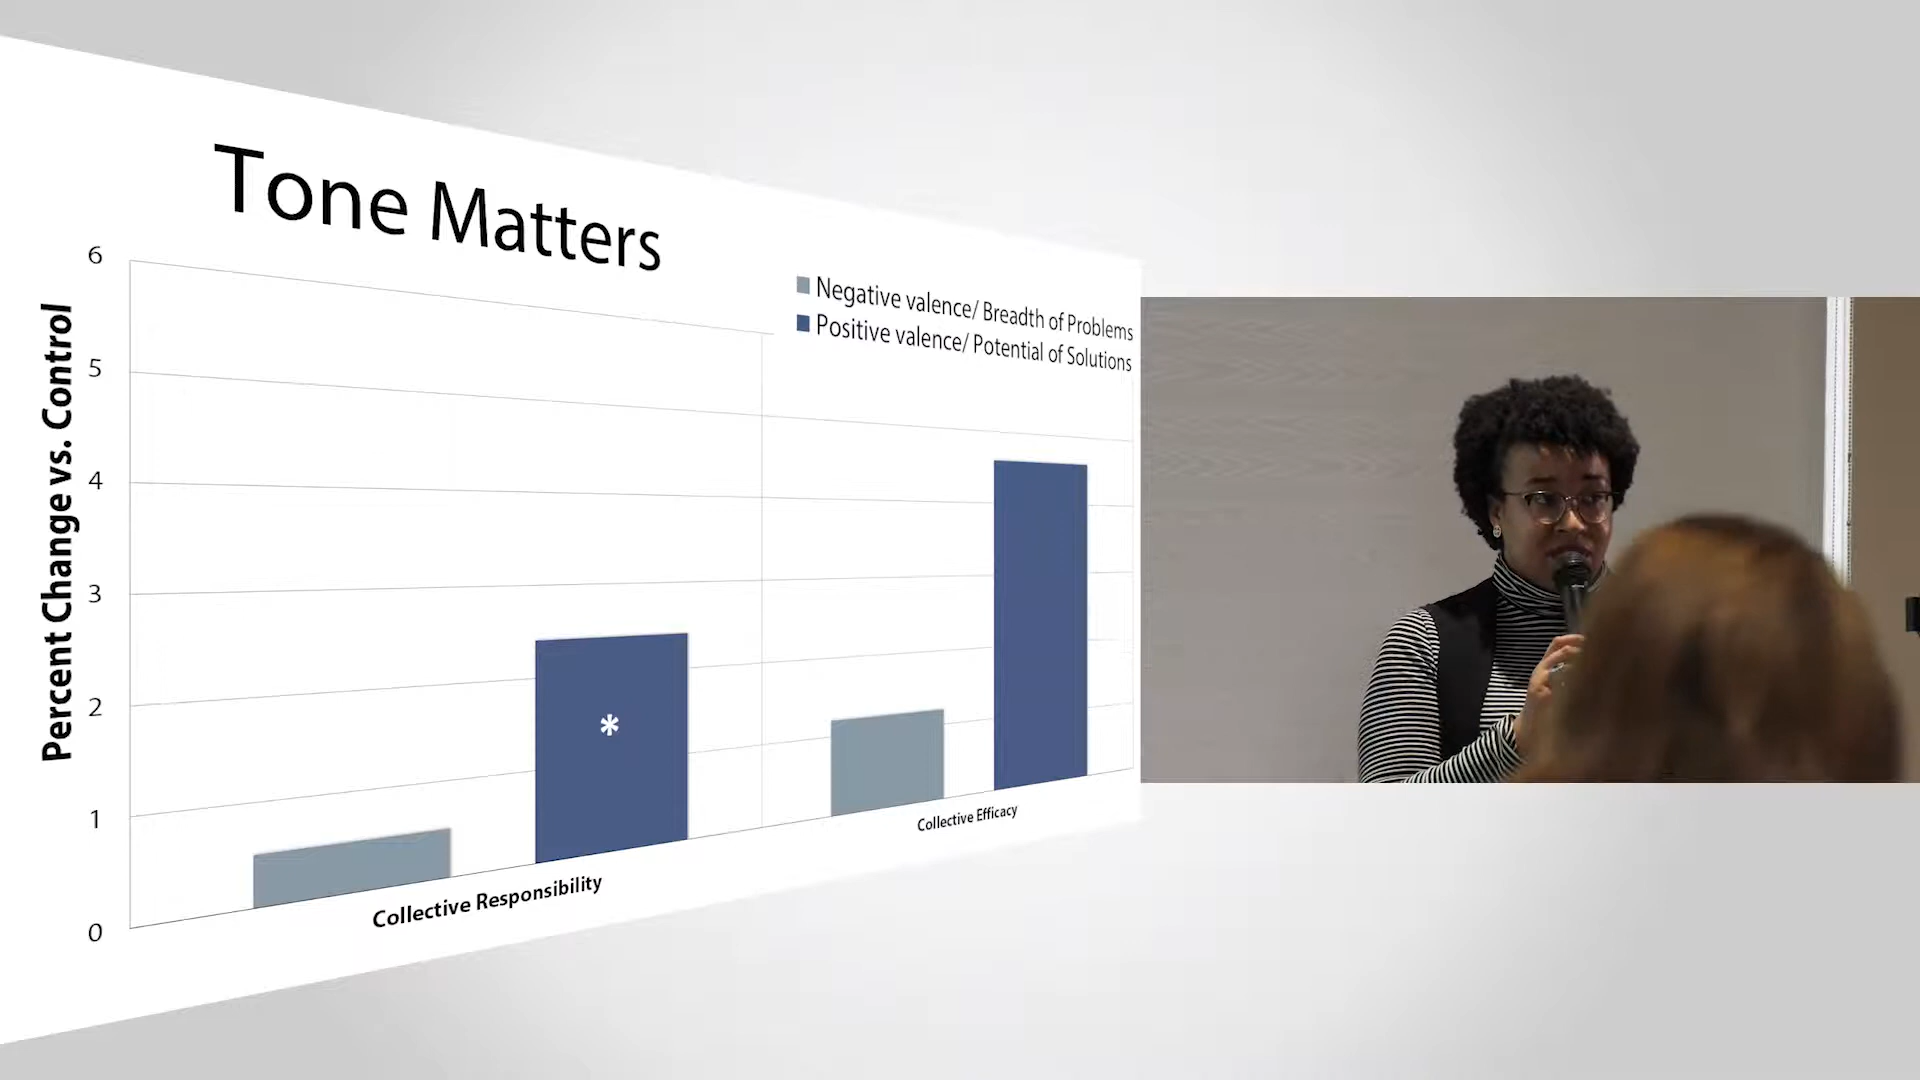 Tone Matters
Negative valence/ Breadth of Problems
Positive valence/ Potential of Solutions
Percent Change vs. Control
6
5
4
3
2
1
0
*
Collective Responsibility
Collective Efficacy